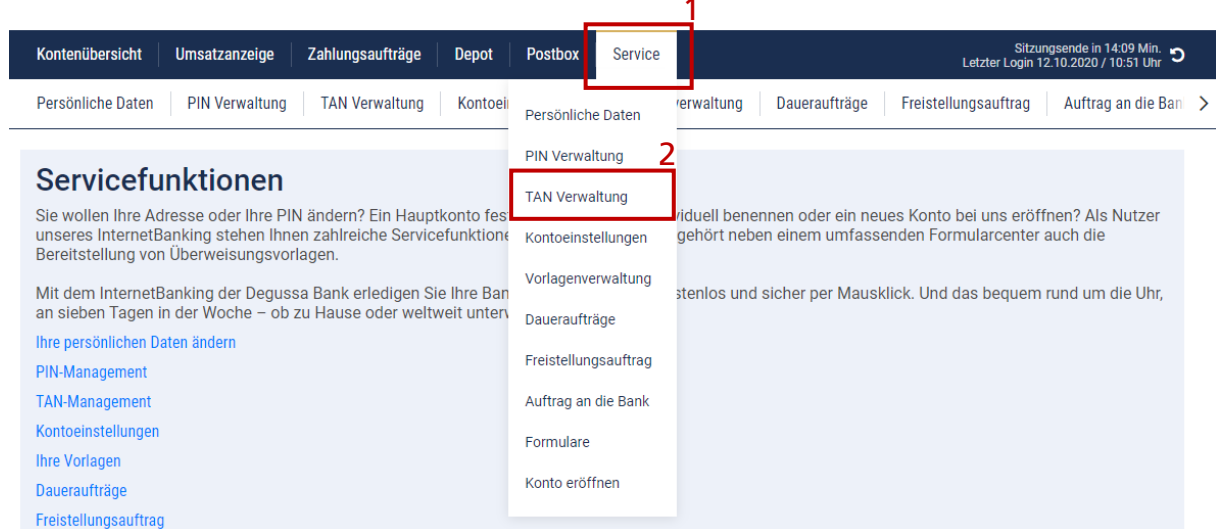 1
Kontenübersicht Umsatzanzeige Zahlungsaufträge Depot Postbox Service
Sitzungsende in 14:09 Min.
Letzter Login 12.10.2020 / 10:51 Uhr
Persönliche Daten PIN Verwaltung TAN Verwaltung Kontoei erwaltung Daueraufträge Freistellungsauftrag Auftrag an die Ban
Persönliche Daten
PIN Verwaltung
2
TAN Verwaltung
Kontoeinstellungen
Vorlagenverwaltung
Daueraufträge
Freistellungsauftrag
Auftrag an die Bank
Formulare
Konto eröffnen
Servicefunktionen
Sie wollen Ihre Adresse oder Ihre PIN ändern? Ein Hauptkonto fes viduell benennen oder ein neues Konto bei uns eröffnen? Als Nutzer
unseres InternetBanking stehen Ihnen zahlreiche Servicefunktione gehört neben einem umfassenden Formularcenter auch die
Bereitstellung von Überweisungsvorlagen.
Mit dem InternetBanking der Degussa Bank erledigen Sie Ihre Ban stenlos und sicher per Mausklick. Und das bequem rund um die Uhr,
an sieben Tagen in der Woche – ob zu Hause oder weltweit unterw
Ihre persönlichen Daten ändern
PIN-Management
TAN-Management
Kontoeinstellungen
Ihre Vorlagen
Daueraufträge
Freistellungsauftrag